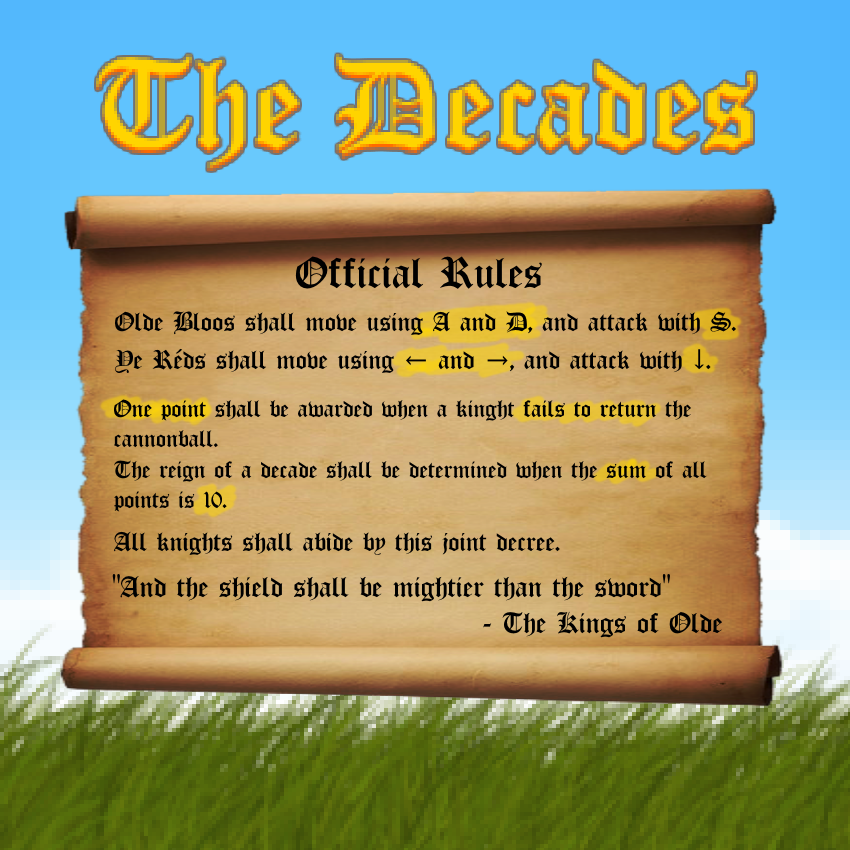 The Decades
Official Rules
Olde Bloos shall move using A and D, and attack with S.
Ye Réds shall move using ← and →, and attack with ↓.
One point shall be awarded when a kinght fails to return the
cannonball.
The reign of a decade shall be determined when the sum of all
points is 10.
All knights shall abide by this joint decree.
"And the shield shall be mightier than the sword"
- The Kings of Olde